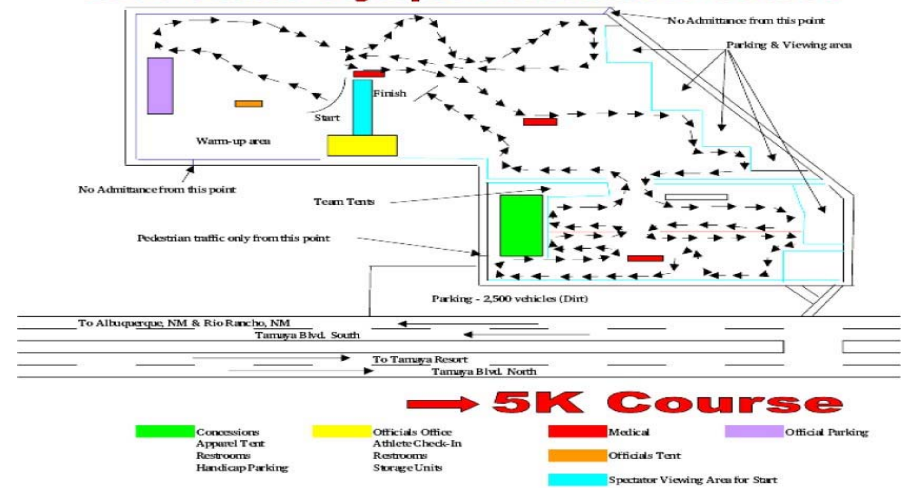 No Admittance from this point
Parking & Viewing area
Finish
Start
Warm-up area
No Admittance from this point
Team Tents
Pedestrian traffic only from this point
Parking - 2,500 vehicles (Dirt)
To Albuquerque, NM & Rio Rancho, NM
Tamaya Blvd. South
To Tamaya Resort
Tamaya Blvd. North
5K Course
Concessions
Apparel Tent
Restrooms
Handicap Parking
Officials Office
Athlete Check-In
Restrooms
Storage Units
Medical
Officials Tent
Spectator Viewing Area for Start
Official Parking